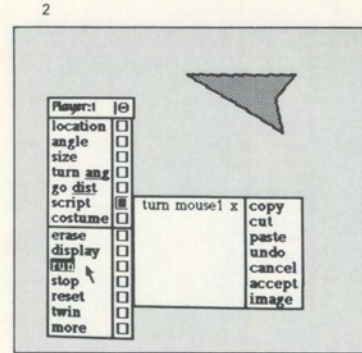 2
Player:1
location
angle
size
turn ang
go dist
script
costume
erase
display
run
stop
reset
twin
more
turn mouse1 x
copy
cut
paste
undo
cancel
accept
image